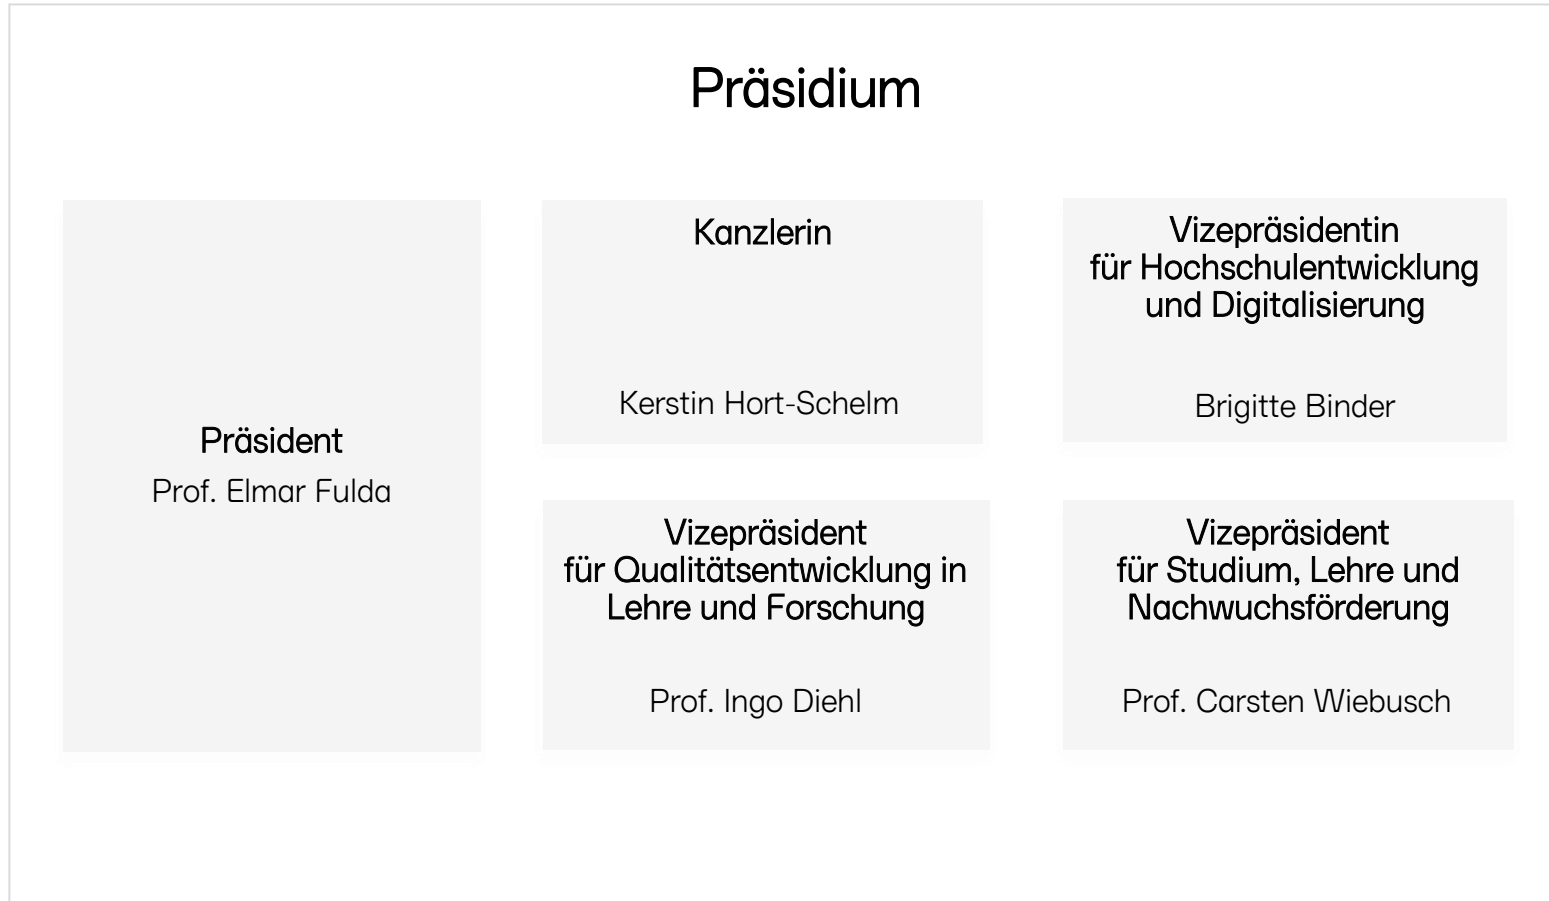 Präsidium
Präsident
Prof. Elmar Fulda
Kanzlerin
Kerstin Hort-Schelm
Vizepräsidentin
für Hochschulentwicklung
und Digitalisierung
Brigitte Binder
Vizepräsident
für Qualitätsentwicklung in
Lehre und Forschung
Prof. Ingo Diehl
Vizepräsident
für Studium, Lehre und
Nachwuchsförderung
Prof. Carsten Wiebusch